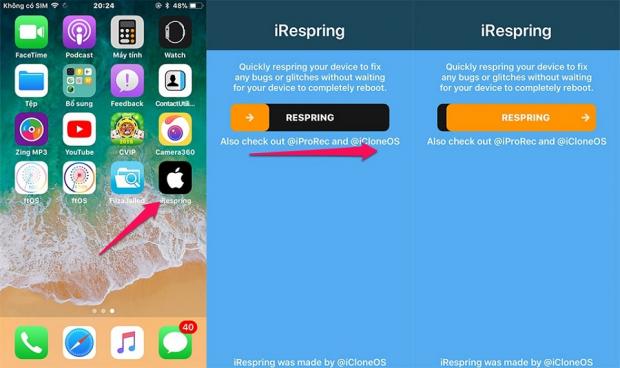 Không có SIM
20:24
48%
FaceTime
Podcast
Máy tính
Watch
Tệp
Bổ sung
Feedback
ContactUtili...
Zing MP3
YouTube
2018
CVIP
Camera360
ftOS
ftOS
FilzaJailed
iRespring
40
iRespring
Quickly respring your device to fix
any bugs or glitches without waiting
for your device to completely reboot.
RESPRING
Also check out @iProRec and @iCloneOS
iRespring was made by @iCloneOS
iRespring
Quickly respring your device to fix
any bugs or glitches without waiting
for your device to completely reboot.
RESPRING
Also check out @iProRec and @iCloneOS
iRespring was made by @iCloneOS